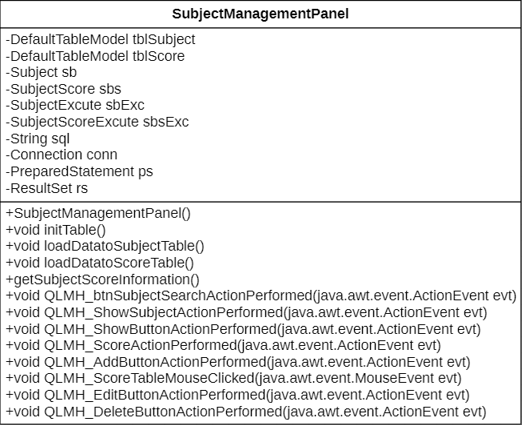 SubjectManagementPanel
-DefaultTableModel tblSubject
-DefaultTableModel tblScore
-Subject sb
-SubjectScore sbs
-SubjectExcute sbExc
-SubjectScoreExcute sbsExc
-String sql
-Connection conn
-PreparedStatement ps
-ResultSet rs
+SubjectManagementPanel()
+void initTable()
+void loadDatatoSubjectTable()
+void loadDatatoScoreTable()
+getSubjectScoreInformation()
+void QLMH_btnSubjectSearchActionPerformed(java.awt.event.ActionEvent evt)
+void QLMH_ShowSubjectActionPerformed(java.awt.event.ActionEvent evt)
+void QLMH_ShowButtonActionPerformed(java.awt.event.ActionEvent evt)
+void QLMH_ScoreActionPerformed(java.awt.event.ActionEvent evt)
+void QLMH_AddButtonActionPerformed(java.awt.event.ActionEvent evt)
+void QLMH_ScoreTableMouseClicked(java.awt.event.MouseEvent evt)
+void QLMH_EditButtonActionPerformed(java.awt.event.ActionEvent evt)
+void QLMH_DeleteButtonActionPerformed(java.awt.event.ActionEvent evt)